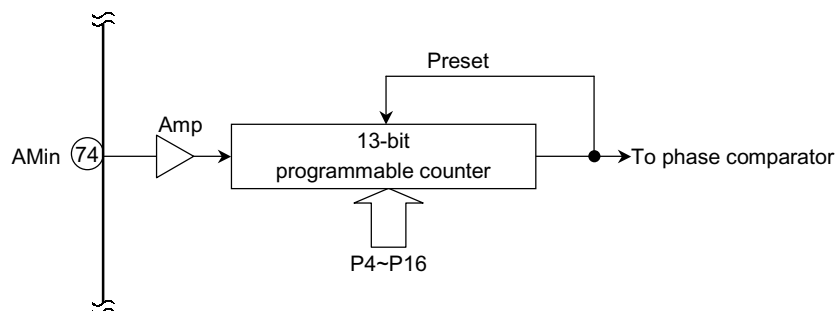 Preset
Amp
AMin 74
13-bit
programmable counter
To phase comparator
P4~P16